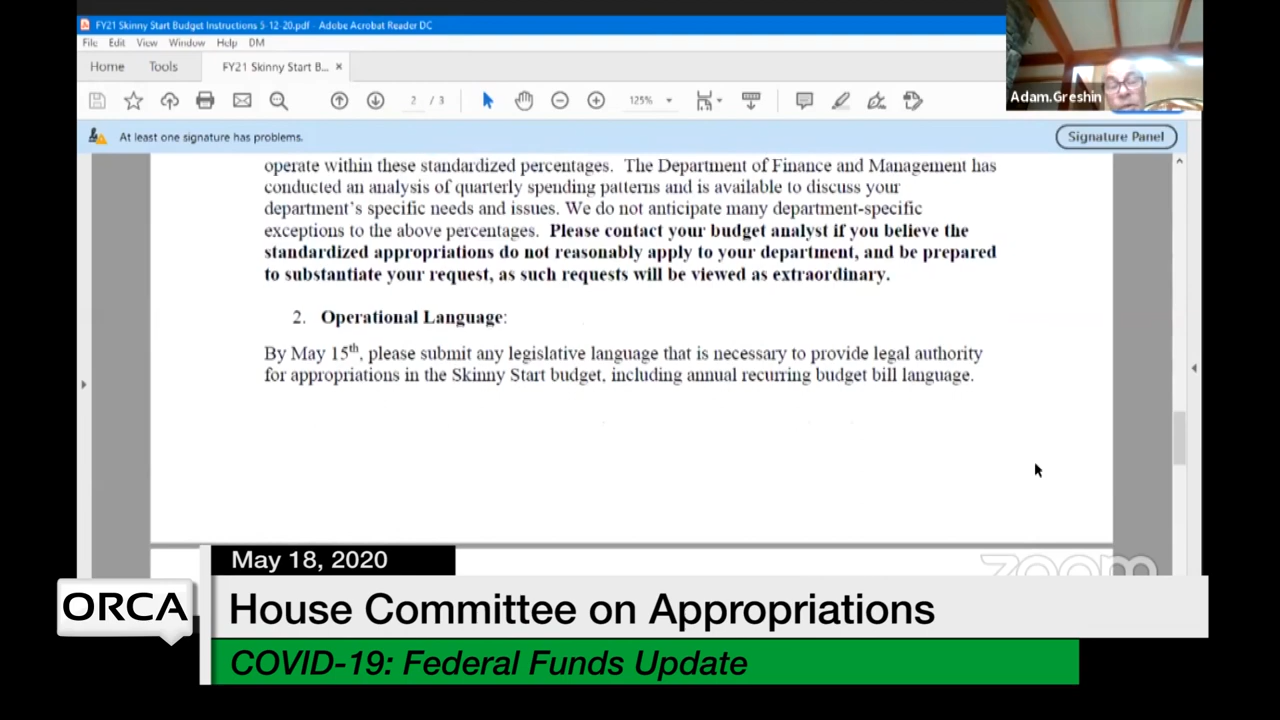 FY21 Skinny Start Budget Instructions 5-12-20.pdf - Adobe Acrobat Reader DC
File Edit View Window Help DM
Home Tools FY21 Skinny Start B... ×
2 / 3 125%
Adam.Greshin
At least one signature has problems. Signature Panel
operate within these standardized percentages. The Department of Finance and Management has
conducted an analysis of quarterly spending patterns and is available to discuss your
department's specific needs and issues. We do not anticipate many department-specific
exceptions to the above percentages. Please contact your budget analyst if you believe the
standardized appropriations do not reasonably apply to your department, and be prepared
to substantiate your request, as such requests will be viewed as extraordinary.
2. Operational Language:
By May 15th, please submit any legislative language that is necessary to provide legal authority
for appropriations in the Skinny Start budget, including annual recurring budget bill language.
zoom
May 18, 2020
ORCA
House Committee on Appropriations
COVID-19: Federal Funds Update